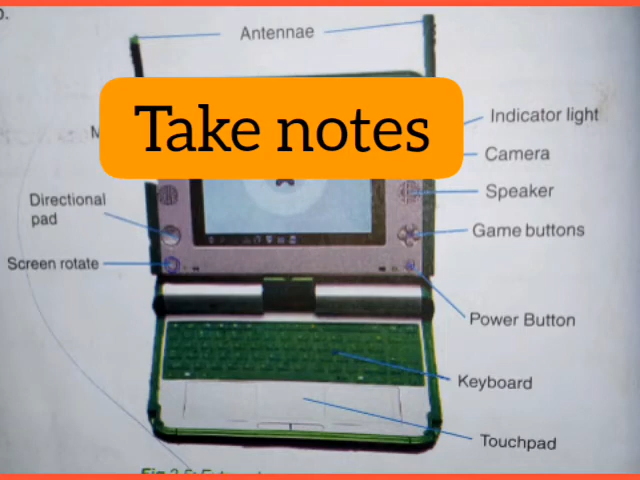 Antennae
Take notes
Indicator light
Camera
Speaker
Directional
pad
Game buttons
Screen rotate
Power Button
Keyboard
Touchpad